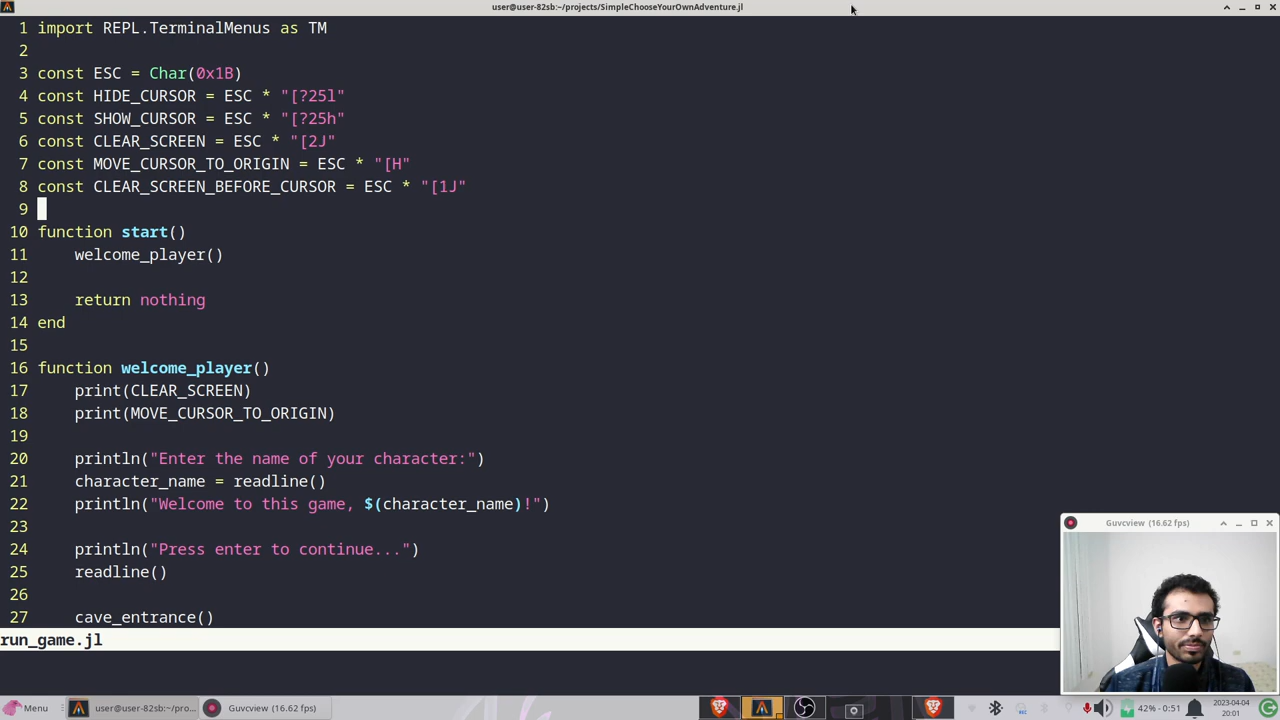 user@user-82sb:~/projects/SimpleChooseYourOwnAdventure.jl
1 import REPL.TerminalMenus as TM
2
3 const ESC = Char(0x1B)
4 const HIDE_CURSOR = ESC * "[?25l"
5 const SHOW_CURSOR = ESC * "[?25h"
6 const CLEAR_SCREEN = ESC * "[2J"
7 const MOVE_CURSOR_TO_ORIGIN = ESC * "[H"
8 const CLEAR_SCREEN_BEFORE_CURSOR = ESC * "[1J"
9
10 function start()
11     welcome_player()
12
13     return nothing
14 end
15
16 function welcome_player()
17     print(CLEAR_SCREEN)
18     print(MOVE_CURSOR_TO_ORIGIN)
19
20     println("Enter the name of your character:")
21     character_name = readline()
22     println("Welcome to this game, $(character_name)!")
23
24     println("Press enter to continue...")
25     readline()
26
27     cave_entrance()
run_game.jl
Guvcview (16.62 fps)
Menu
user@user-82sb:~/pro...
Guvcview (16.62 fps)
42% - 0:51
2023-04-04
20:01